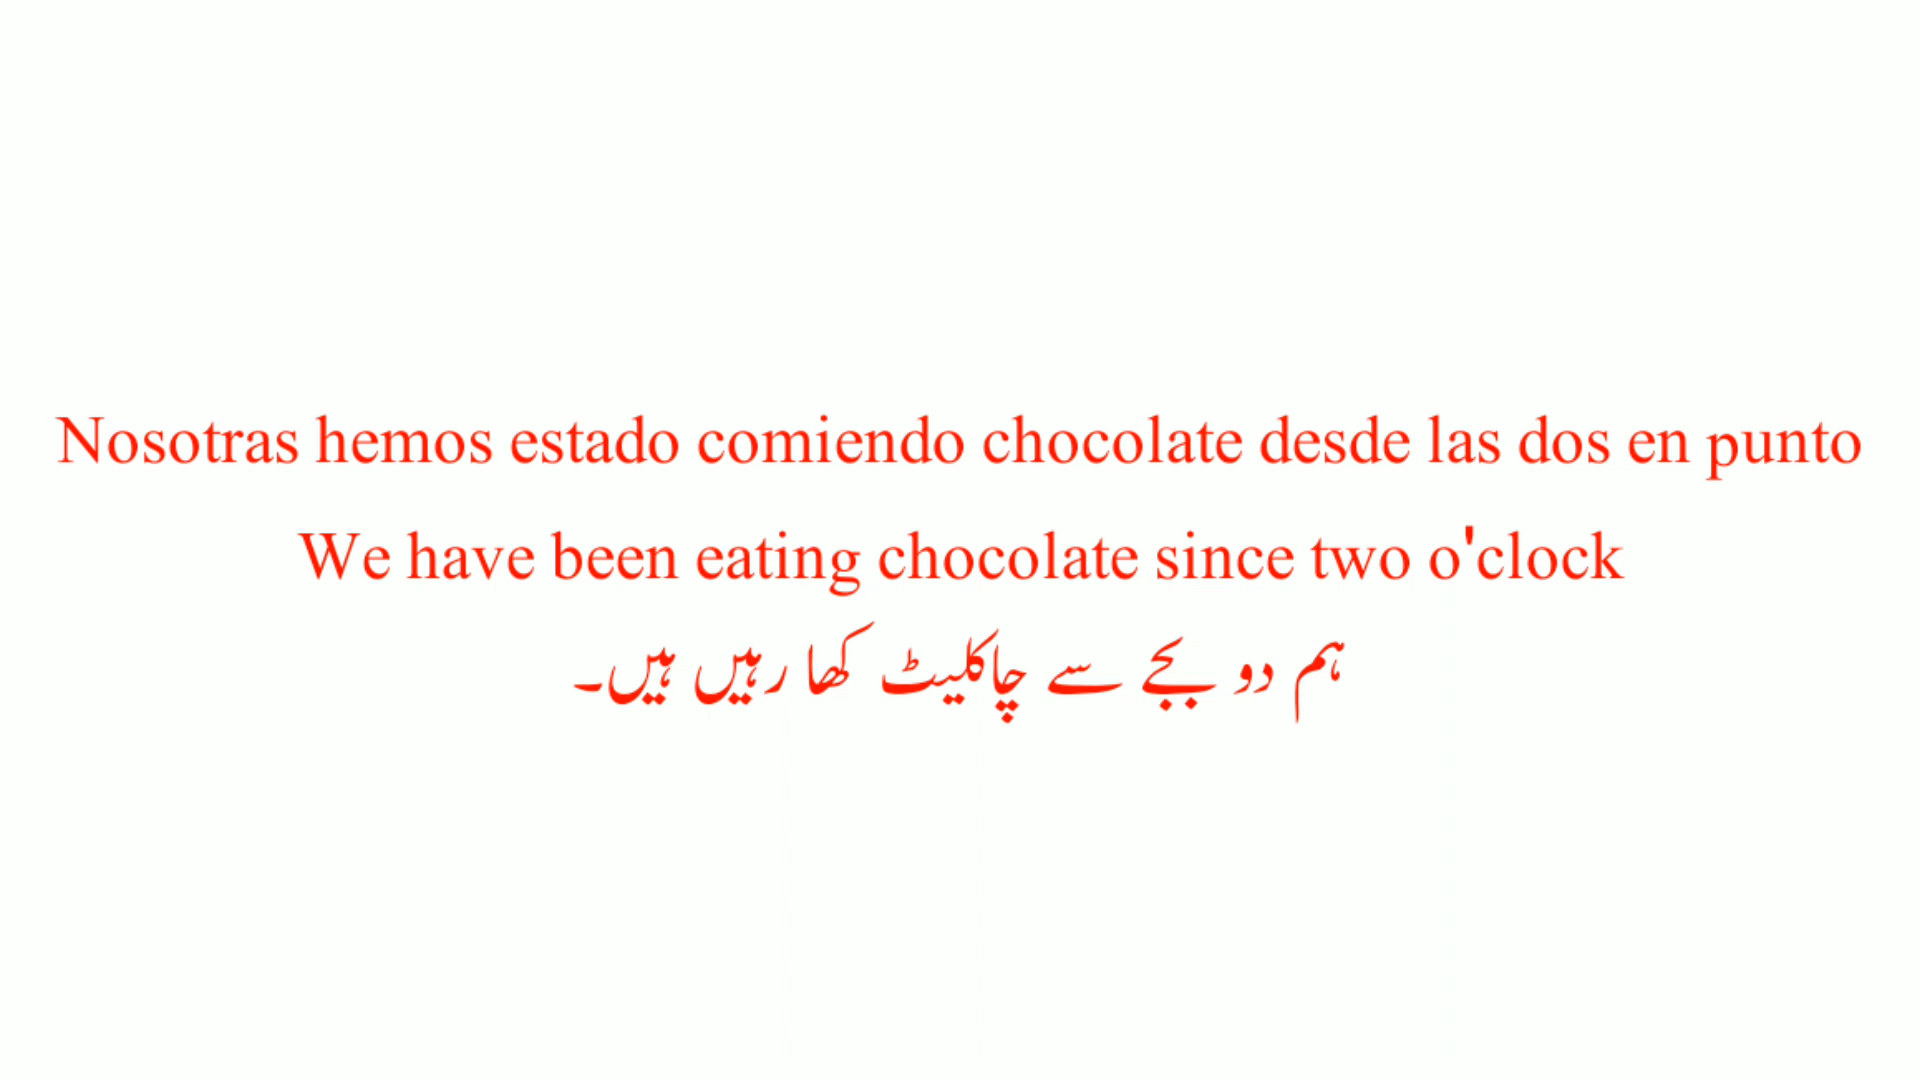 Nosotras hemos estado comiendo chocolate desde las dos en punto
We have been eating chocolate since two o'clock
ہم دو بجے سے چاکلیٹ کھا رہیں ہیں۔